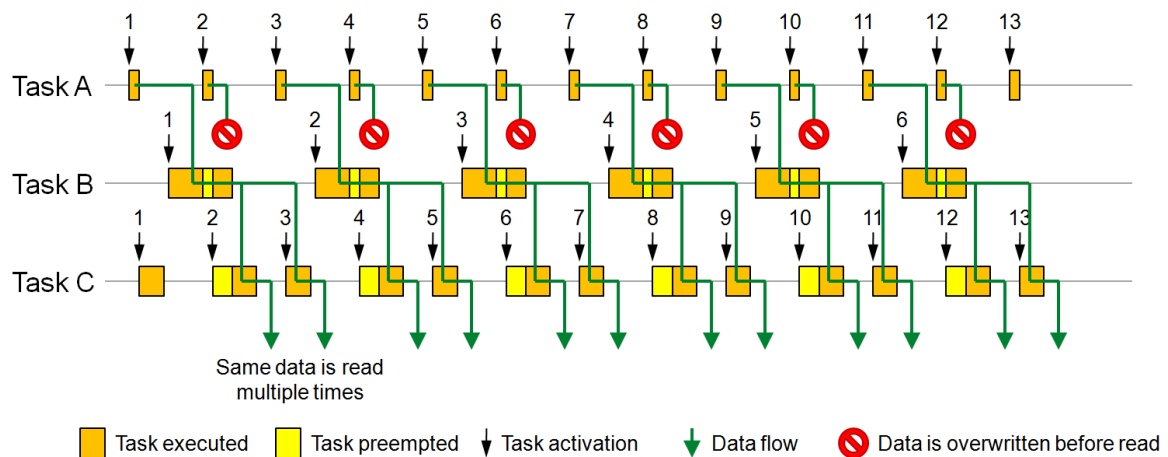 1 2 3 4 5 6 7 8 9 10 11 12 13
Task A
1 2 3 4 5 6
Task B
1 2 3 4 5 6 7 8 9 10 11 12 13
Task C
Same data is read
multiple times
Task executed Task preempted Task activation Data flow Data is overwritten before read